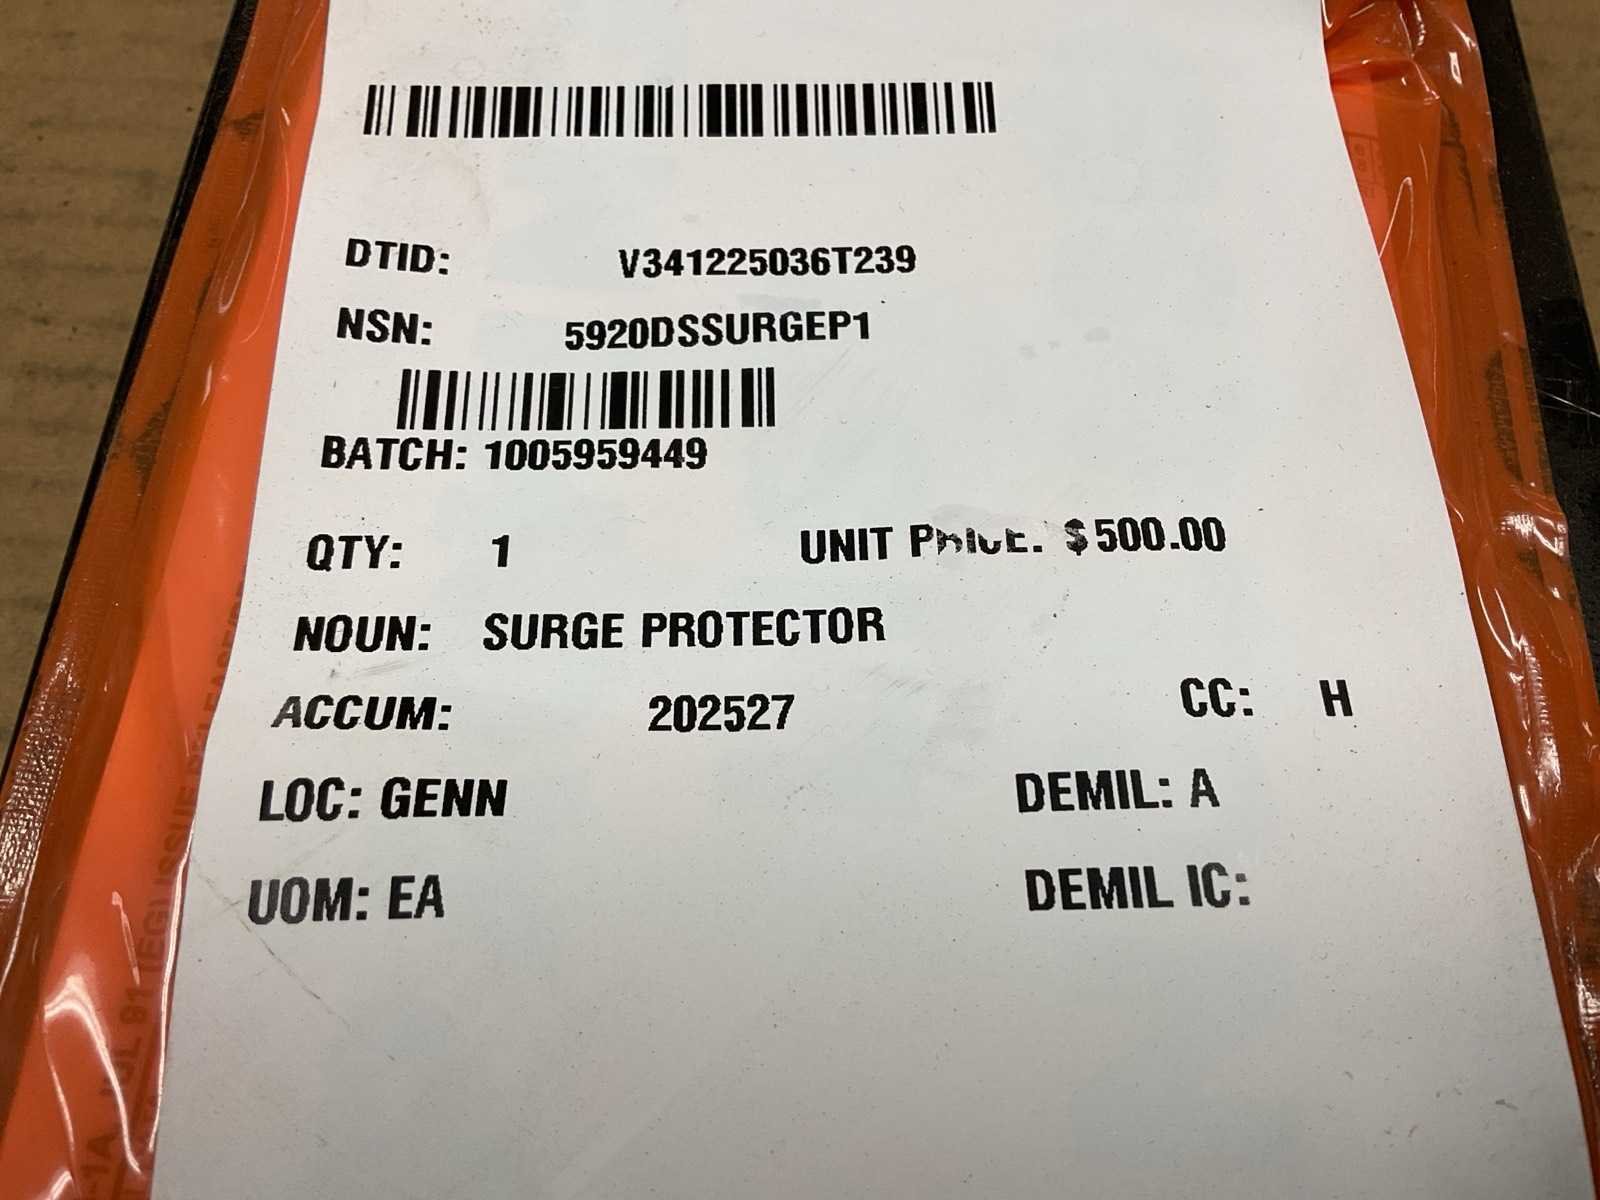 DTID: V341225036T239
NSN: 5920DSSURGEP1
BATCH: 1005959449
QTY: 1 UNIT PRICE: $500.00
NOUN: SURGE PROTECTOR
ACCUM: 202527 CC: H
LOC: GENN DEMIL: A
UOM: EA DEMIL IC: